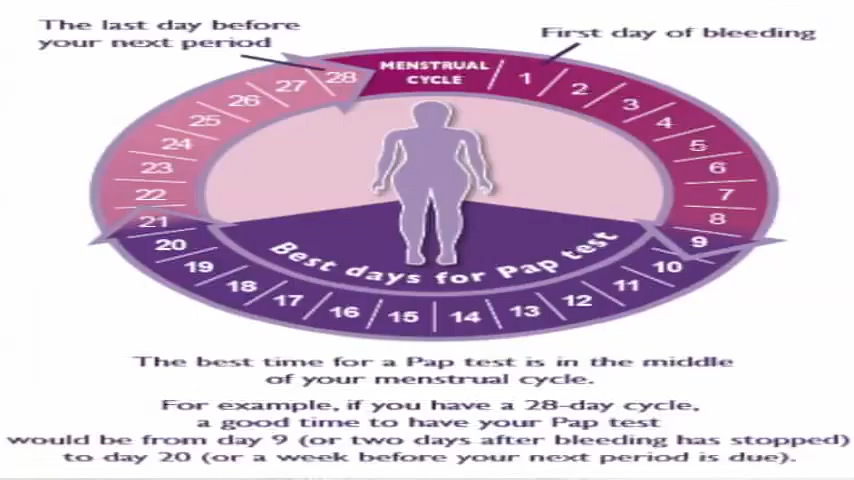 The last day before
your next period
First day of bleeding
MENSTRUAL
CYCLE
1
2
3
4
5
6
7
8
9
10
11
12
13
14
15
16
17
18
19
20
21
22
23
24
25
26
27
28
Best days for Pap test
The best time for a Pap test is in the middle
of your menstrual cycle.
For example, if you have a 28-day cycle,
a good time to have your Pap test
would be from day 9 (or two days after bleeding has stopped)
to day 20 (or a week before your next period is due).